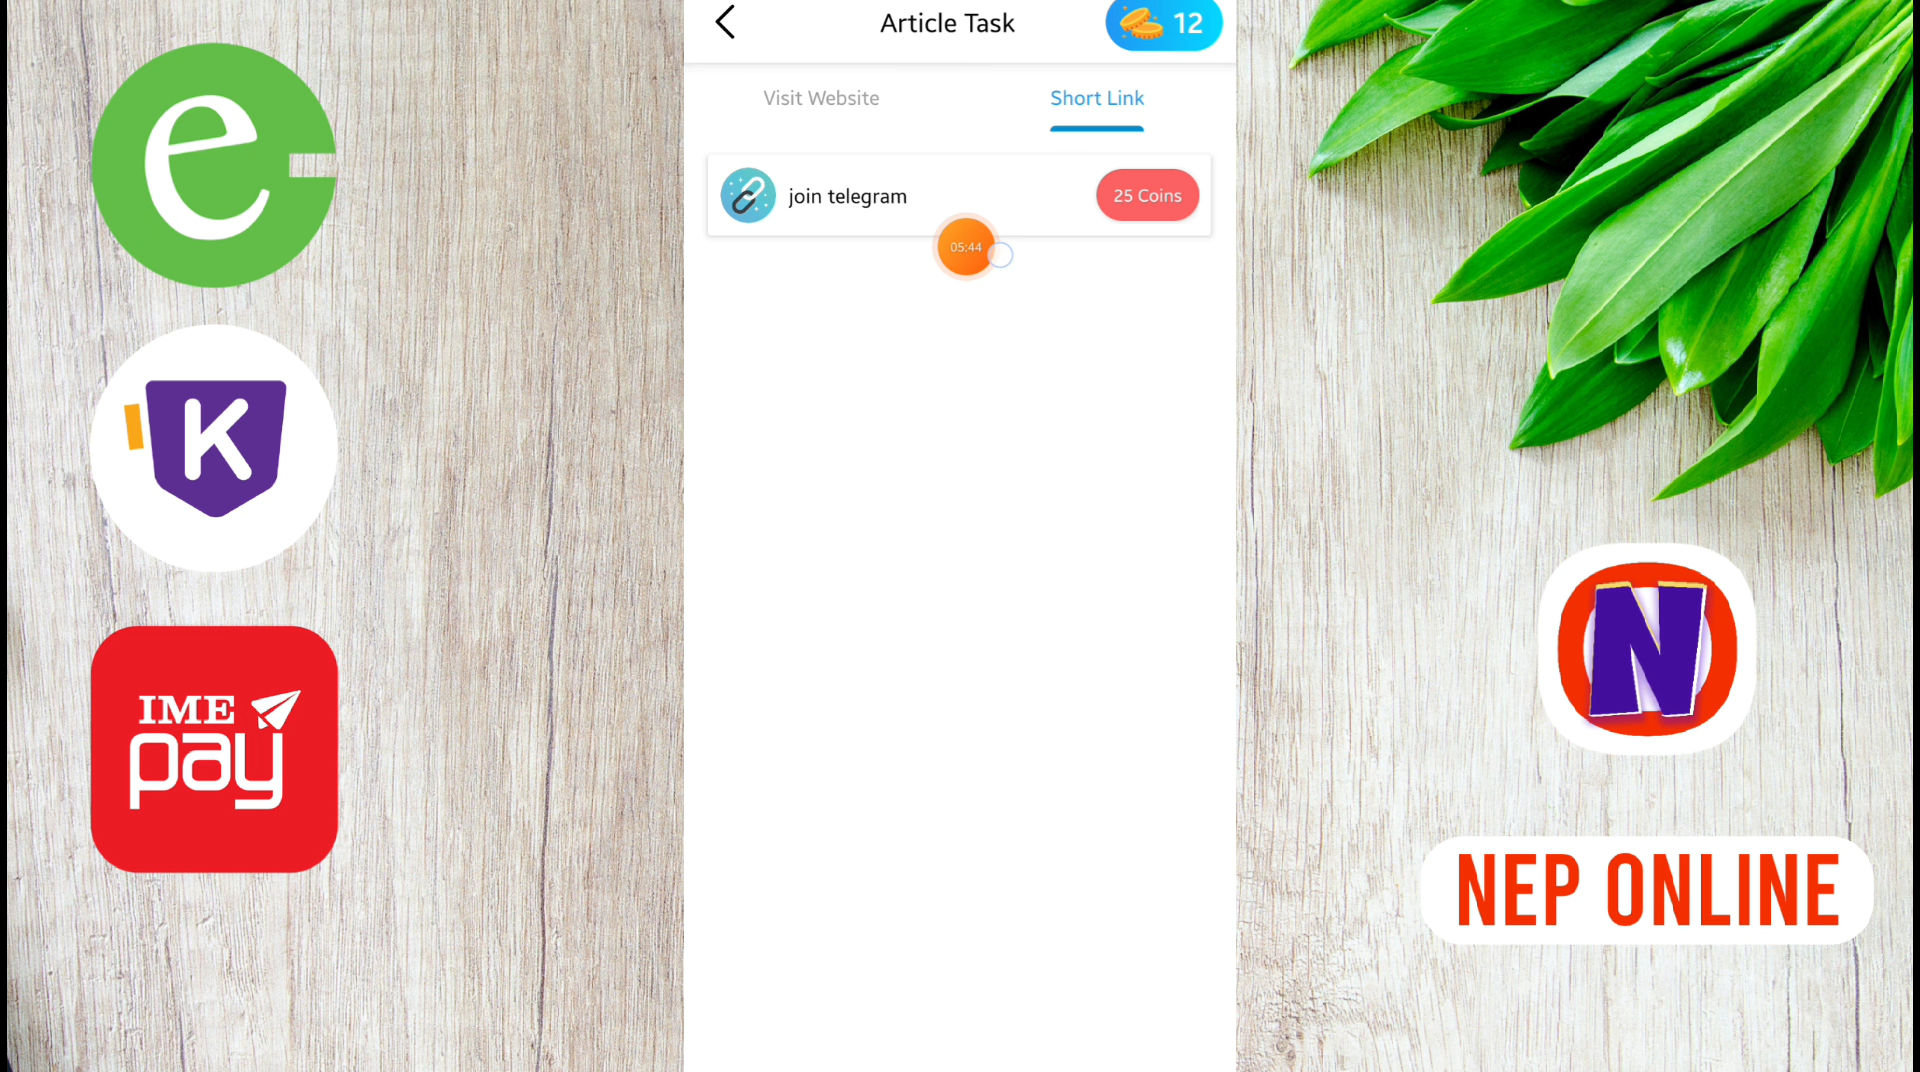 Article Task
12
Visit Website
Short Link
join telegram
25 Coins
05:44
e
K
IME
pay
N
NEP ONLINE